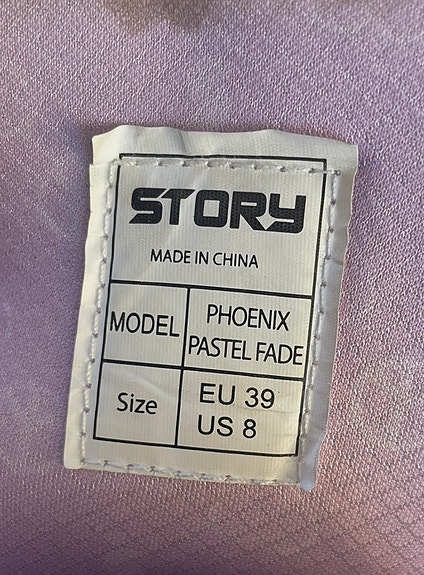 STORY
MADE IN CHINA
MODEL
PHOENIX
PASTEL FADE
Size
EU 39
US 8